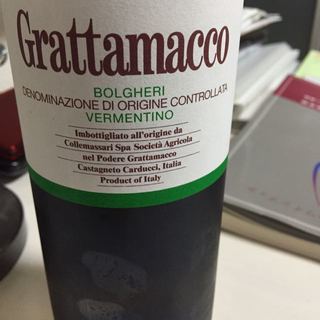 Grattamacco
BOLGHERI
DENOMINAZIONE DI ORIGINE CONTROLLATA
VERMENTINO
Imbottigliato all'origine da
Collemassari Spa Società Agricola
nel Podere Grattamacco
Castagneto Carducci, Italia
Product of Italy